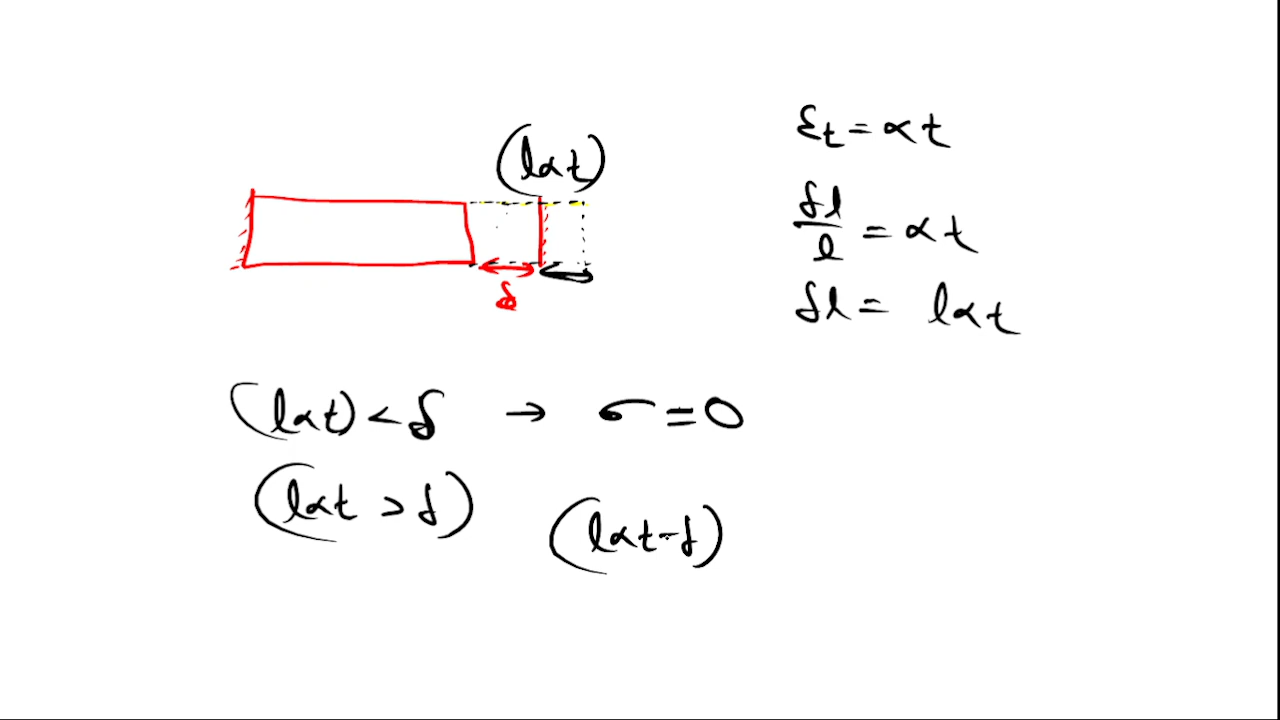 (lαt)
δ
εt = αt
δl/l = αt
δl = lαt
(lαt) < δ → σ = 0
(lαt > δ)
(lαt - δ)